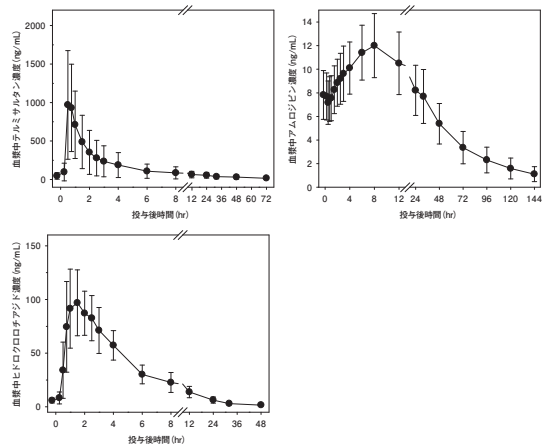 血漿中テルミサルタン濃度(ng/mL)
2000
1500
1000
500
0
0 2 4 6 8 12 24 36 48 60 72
投与後時間(hr)
血漿中アムロジピン濃度(ng/mL)
14
12
10
8
6
4
2
0
0 4 8 12 24 48 72 96 120 144
投与後時間(hr)
血漿中ヒドロクロロチアジド濃度(ng/mL)
150
100
50
0
0 2 4 6 8 12 24 36 48
投与後時間(hr)